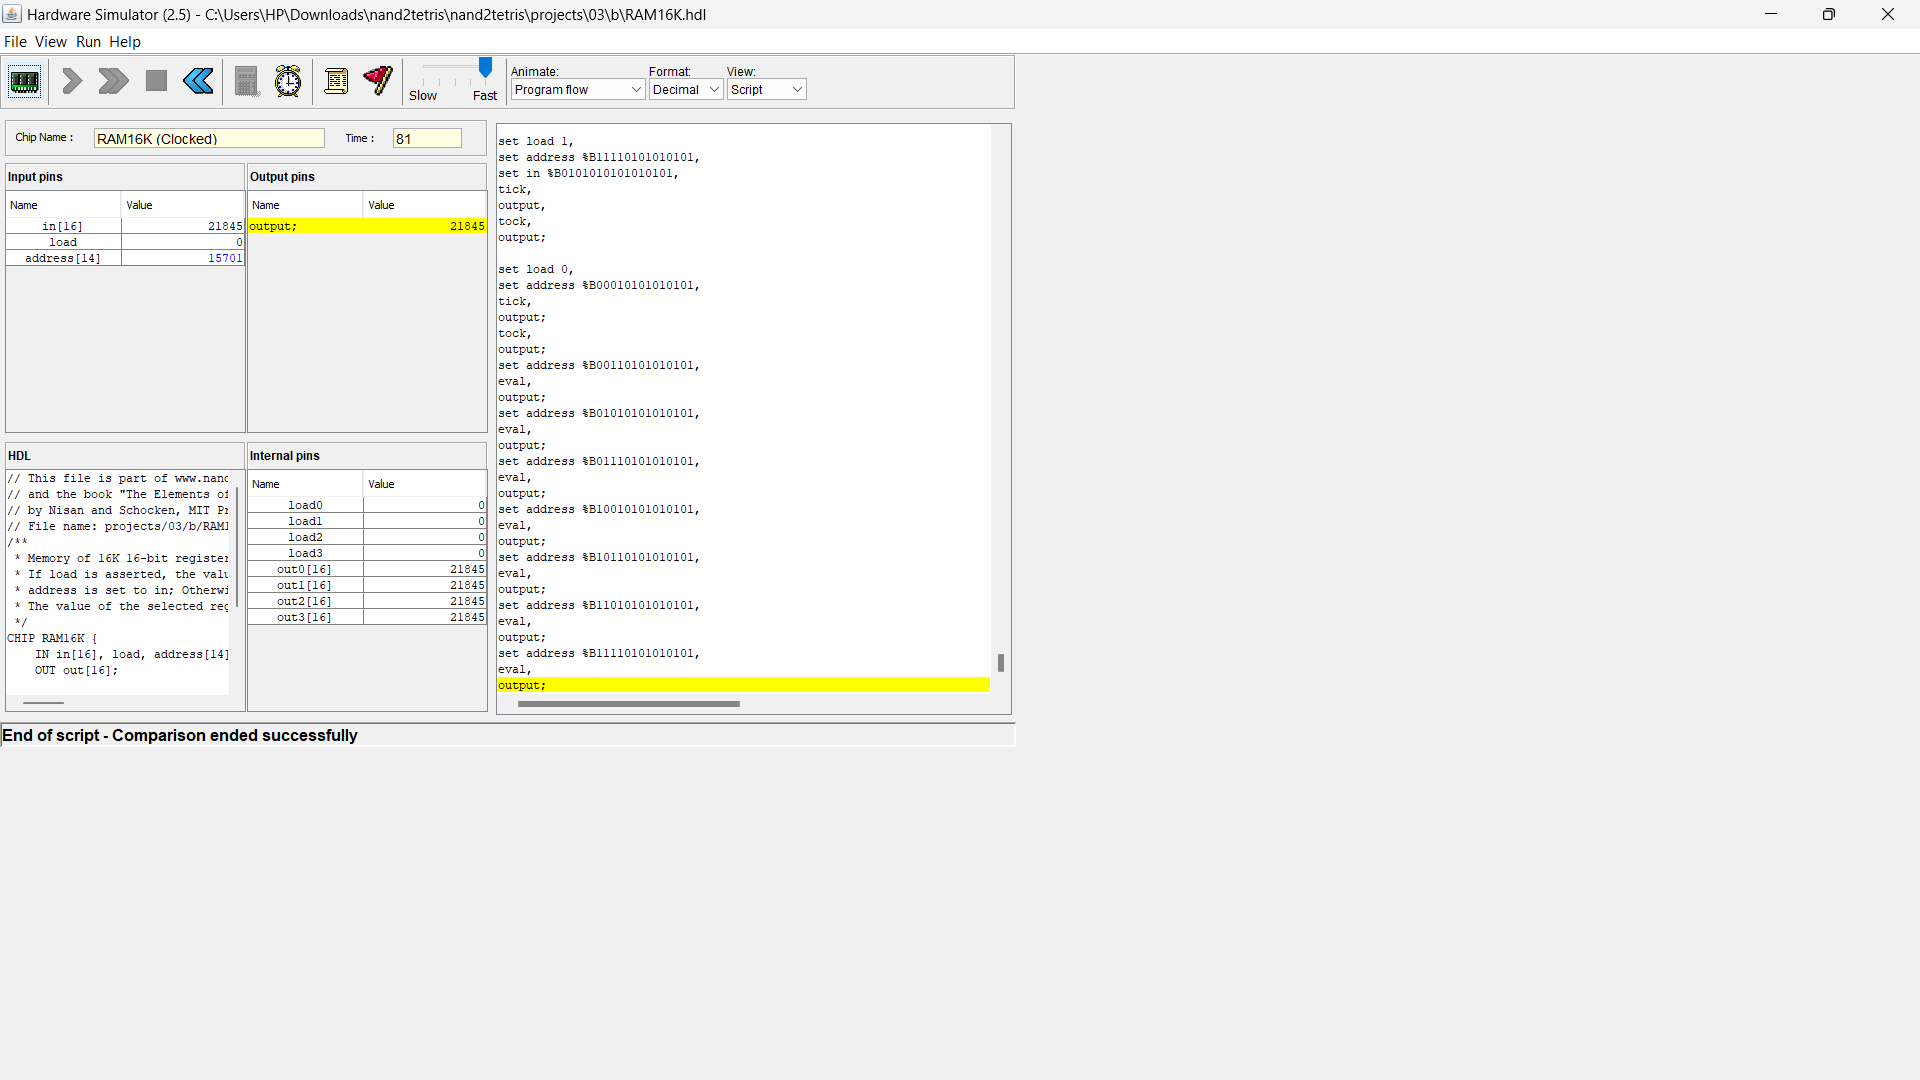 Hardware Simulator (2.5) - C:\Users\HP\Downloads\nand2tetris\nand2tetris\projects\03\b\RAM16K.hdl
File View Run Help
Slow Fast
Animate: Format: View:
Program flow Decimal Script
Chip Name : RAM16K (Clocked) Time : 81
Input pins
Name Value
in[16] 21845
load 0
address[14] 15701
Output pins
Name Value
output; 21845
HDL
// This file is part of www.nanc
// and the book "The Elements of
// by Nisan and Schocken, MIT Pr
// File name: projects/03/b/RAM1
/**
* Memory of 16K 16-bit register
* If load is asserted, the valu
* address is set to in; Otherwi
* The value of the selected reg
*/
CHIP RAM16K {
IN in[16], load, address[14]
OUT out[16];
Internal pins
Name Value
load0 0
load1 0
load2 0
load3 0
out0[16] 21845
out1[16] 21845
out2[16] 21845
out3[16] 21845
set load 1,
set address %B11110101010101,
set in %B0101010101010101,
tick,
output,
tock,
output;
set load 0,
set address %B00010101010101,
tick,
output;
tock,
output;
set address %B00110101010101,
eval,
output;
set address %B01010101010101,
eval,
output;
set address %B01110101010101,
eval,
output;
set address %B10010101010101,
eval,
output;
set address %B10110101010101,
eval,
output;
set address %B11010101010101,
eval,
output;
set address %B11110101010101,
eval,
output;
End of script - Comparison ended successfully